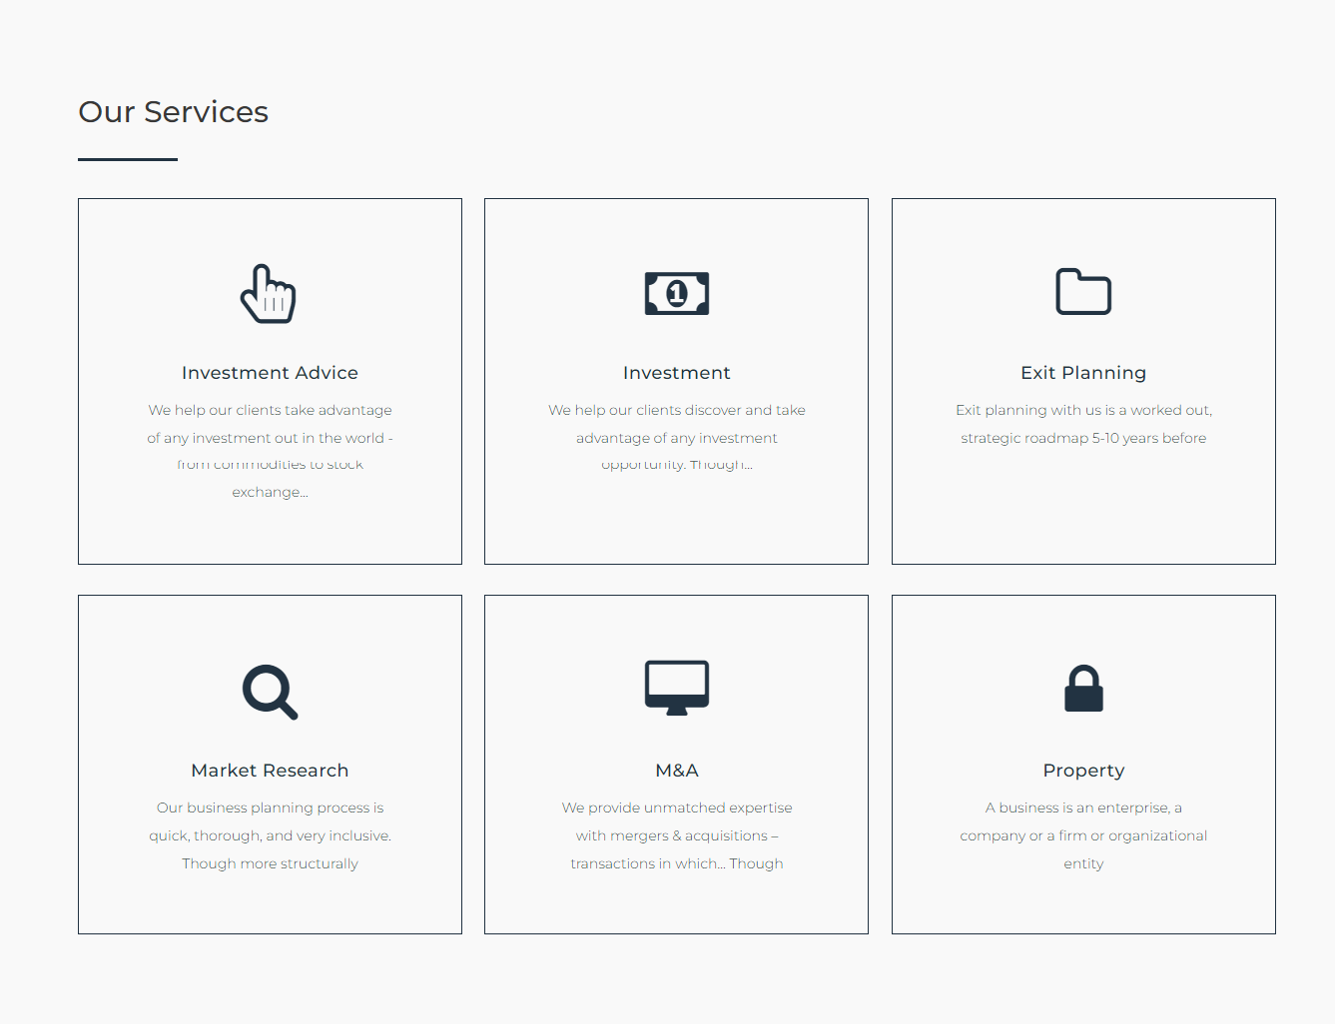 Our Services
Investment Advice
We help our clients take advantage
of any investment out in the world -
from commodities to stock
exchange...
1
Investment
We help our clients discover and take
advantage of any investment
opportunity. Though...
Exit Planning
Exit planning with us is a worked out,
strategic roadmap 5-10 years before
Market Research
Our business planning process is
quick, thorough, and very inclusive.
Though more structurally
M&A
We provide unmatched expertise
with mergers & acquisitions –
transactions in which... Though
Property
A business is an enterprise, a
company or a firm or organizational
entity